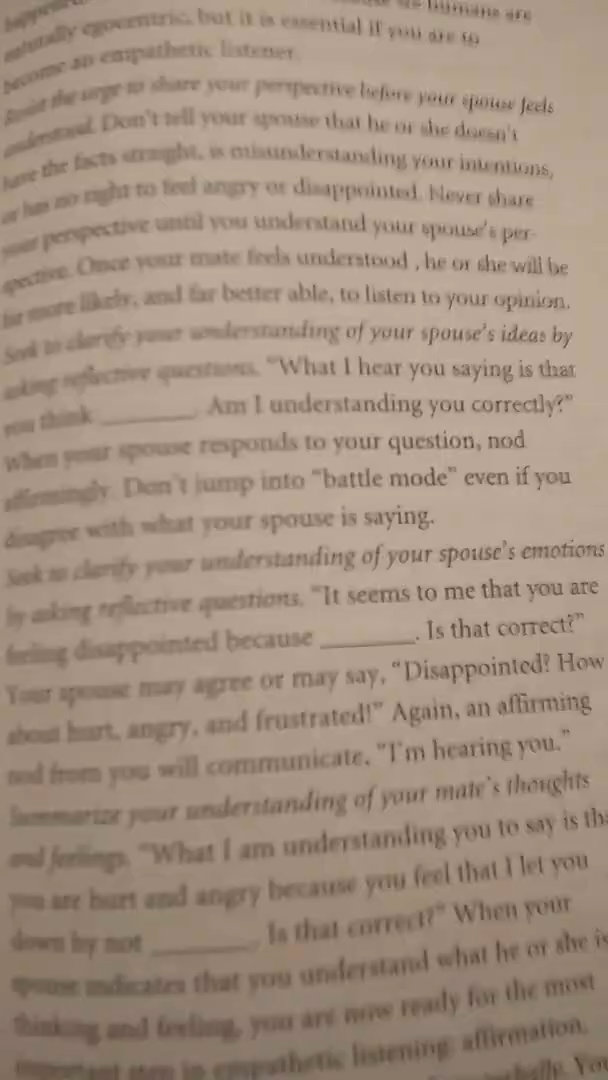 humans are
naturally egocentric, but it is essential if you are to
become an empathetic listener.
Resist the urge to share your perspective before your spouse feels
understood. Don't tell your spouse that he or she doesn't
have the facts straight, is misunderstanding your intentions,
or has no right to feel angry or disappointed. Never share
your perspective until you understand your spouse's per-
spective. Once your mate feels understood , he or she will be
far more likely, and far better able, to listen to your opinion.
Seek to clarify your understanding of your spouse's ideas by
asking reflective questions. “What I hear you saying is that
you think ________. Am I understanding you correctly?”
When your spouse responds to your question, nod
affirmingly. Don't jump into “battle mode” even if you
disagree with what your spouse is saying.
Seek to clarify your understanding of your spouse's emotions
by asking reflective questions. “It seems to me that you are
feeling disappointed because ________. Is that correct?”
Your spouse may agree or may say, “Disappointed? How
about hurt, angry, and frustrated!” Again, an affirming
nod from you will communicate, “I'm hearing you.”
Summarize your understanding of your mate's thoughts
and feelings. “What I am understanding you to say is tha
you are hurt and angry because you feel that I let you
down by not ________. Is that correct?” When your
spouse indicates that you understand what he or she is
thinking and feeling, you are now ready for the most
important step in empathetic listening: affirmation.
You